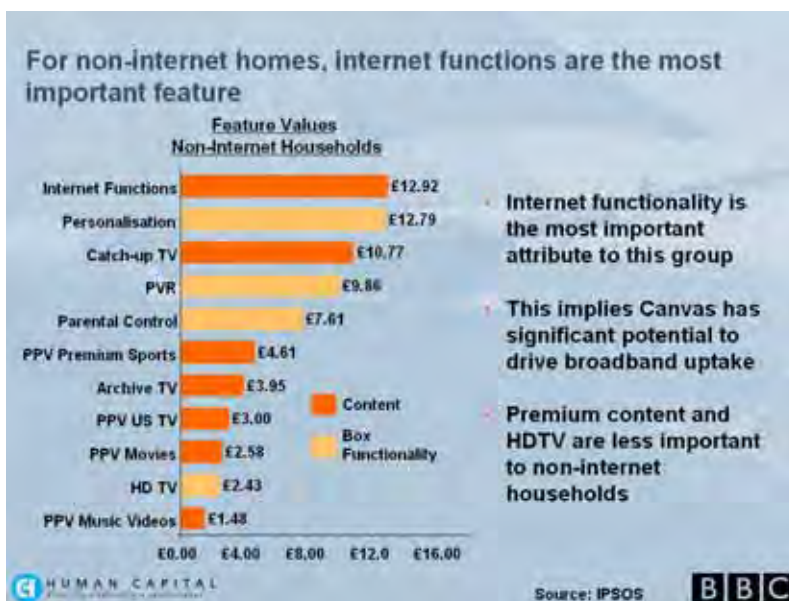 For non-internet homes, internet functions are the most
important feature
Feature Values
Non-Internet Households
Internet Functions £12.92
Personalisation £12.79
Catch-up TV £10.77
PVR £9.86
Parental Control £7.61
PPV Premium Sports £4.61
Archive TV £3.95
PPV US TV £3.00
PPV Movies £2.58
HD TV £2.43
PPV Music Videos £1.48
£0.00 £4.00 £8.00 £12.0 £16.00
Content
Box
Functionality
Internet functionality is
the most important
attribute to this group
This implies Canvas has
significant potential to
drive broadband uptake
Premium content and
HDTV are less important
to non-internet
households
HUMAN CAPITAL
Source: IPSOS
BBC